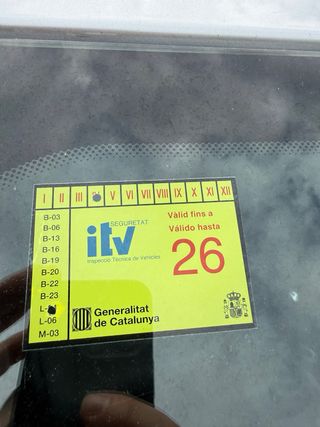 I II III V VI VII VIII IX X XI XII
B-03
B-06
B-13
B-16
B-19
B-20
B-22
B-23
L-06
M-03
SEGURETAT
itv
Inspecció Tècnica de Vehicles
Vàlid fins a
Válido hasta
26
Generalitat
de Catalunya